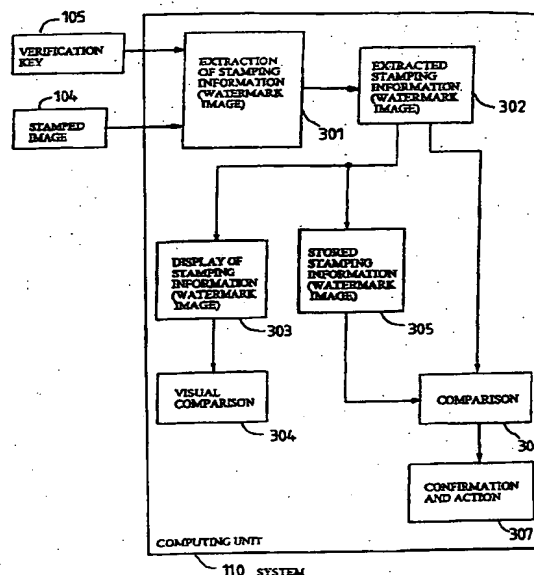 105
VERIFICATION
KEY
104
STAMPED
IMAGE
EXTRACTION
OF STAMPING
INFORMATION
(WATERMARK
IMAGE)
301
EXTRACTED
STAMPING
INFORMATION
(WATERMARK
IMAGE)
302
DISPLAY OF
STAMPING
INFORMATION
(WATERMARK
IMAGE)
303
STORED
STAMPING
INFORMATION
(WATERMARK
IMAGE)
305
VISUAL
COMPARISON
304
COMPARISON
30
CONFIRMATION
AND ACTION
307
COMPUTING UNIT
110 SYSTEM